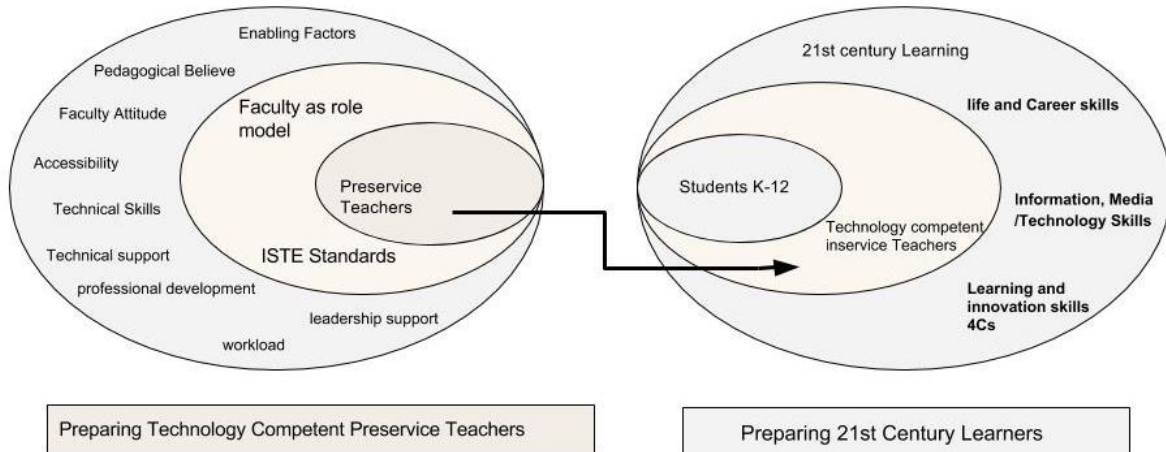 Enabling Factors
Pedagogical Believe
Faculty Attitude
Accessibility
Technical Skills
Technical support
professional development
leadership support
workload
Faculty as role
model
Preservice
Teachers
ISTE Standards
Preparing Technology Competent Preservice Teachers
21st century Learning
life and Career skills
Students K-12
Information, Media
/Technology Skills
Technology competent
inservice Teachers
Learning and
innovation skills
4Cs
Preparing 21st Century Learners